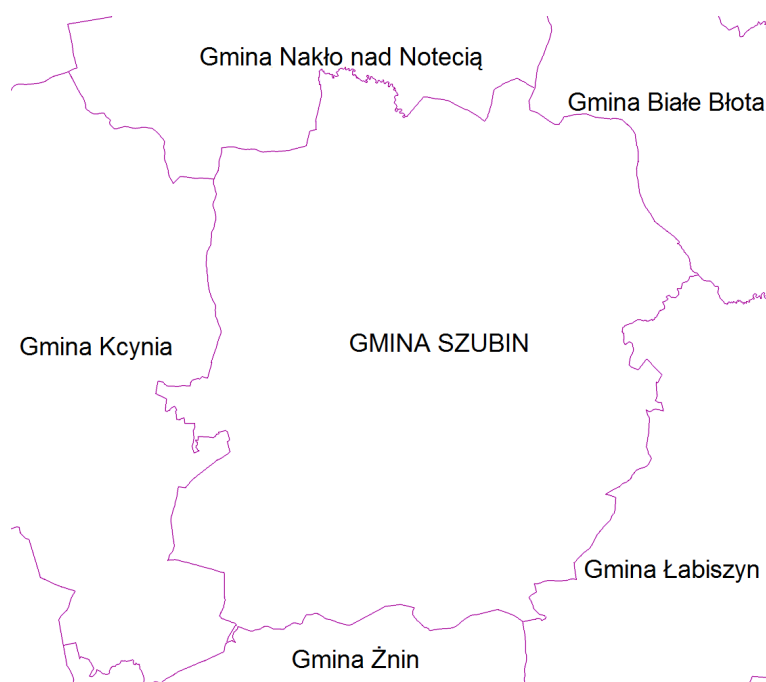 Gmina Nakło nad Notecią
Gmina Białe Błota
Gmina Kcynia
GMINA SZUBIN
Gmina Łabiszyn
Gmina Żnin